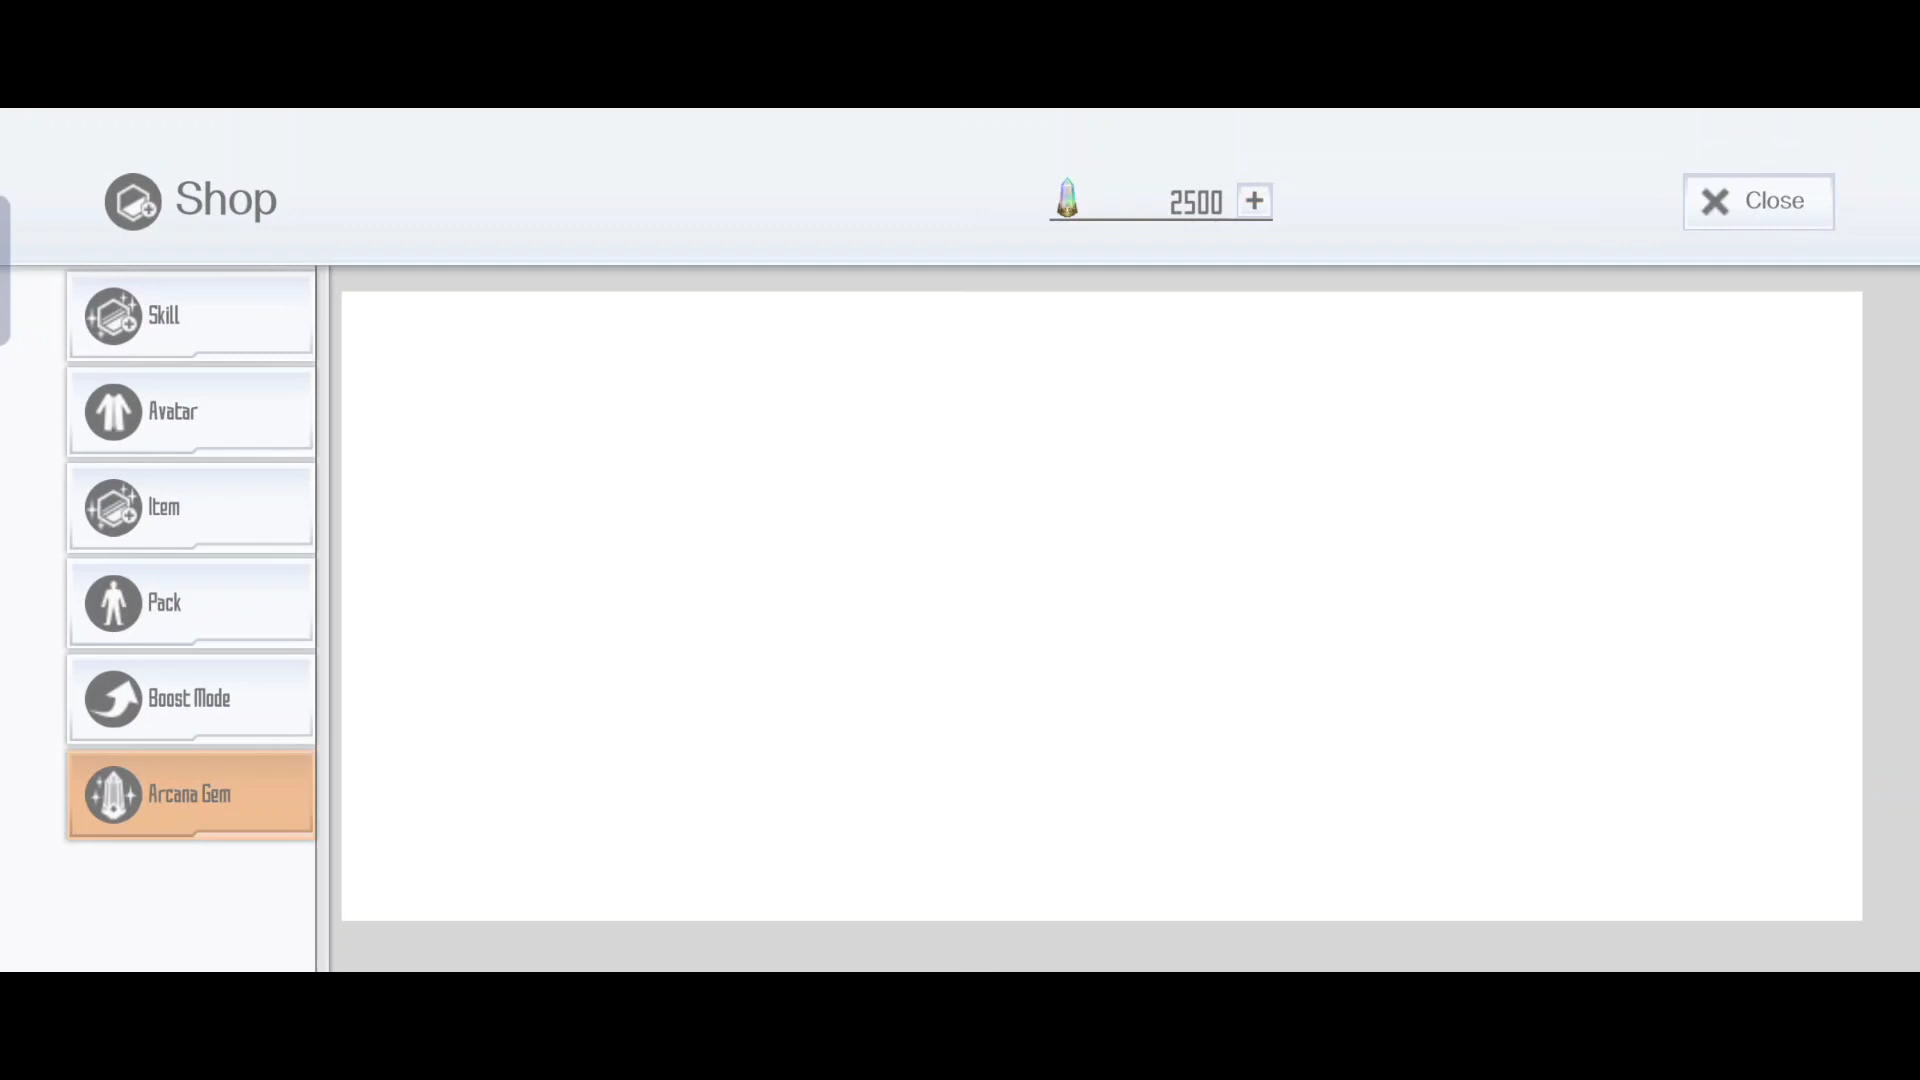 Shop
2500
Close
Skill
Avatar
Item
Pack
Boost Mode
Arcana Gem